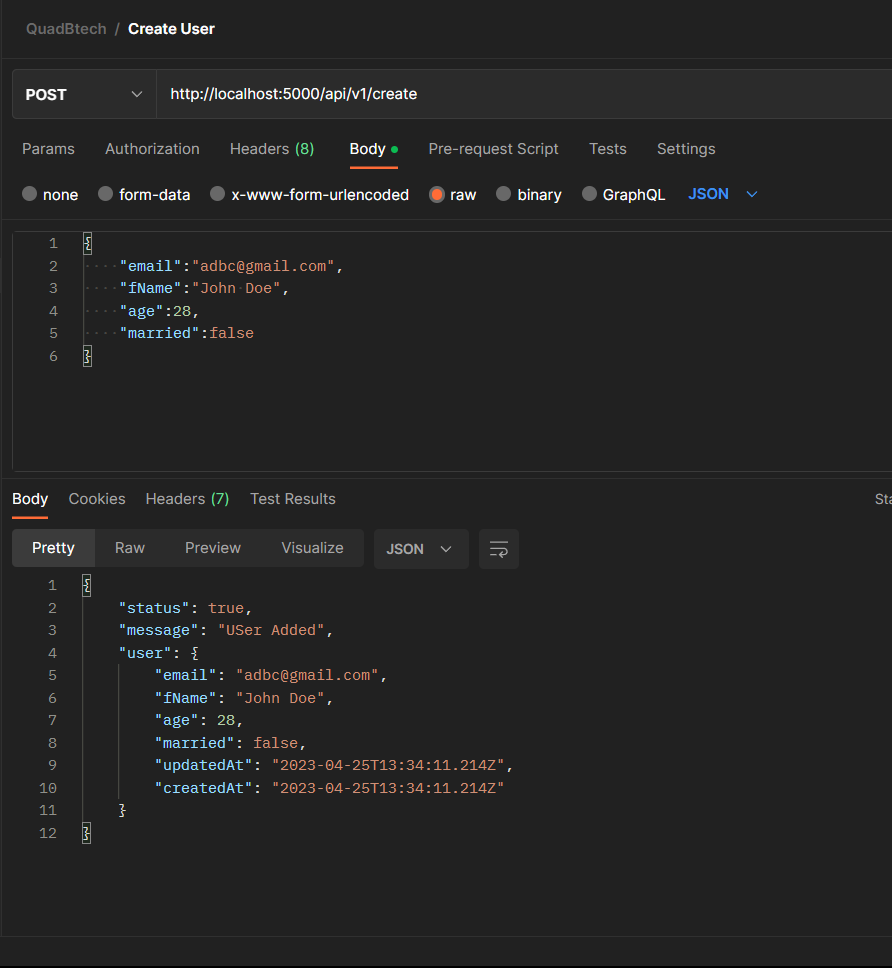 QuadBtech / Create User
POST http://localhost:5000/api/v1/create
Params Authorization Headers (8) Body Pre-request Script Tests Settings
none form-data x-www-form-urlencoded raw binary GraphQL JSON
1 {
2 "email":"adbc@gmail.com",
3 "fName":"John Doe",
4 "age":28,
5 "married":false
6 }
Body Cookies Headers (7) Test Results Sta
Pretty Raw Preview Visualize JSON
1 {
2 "status": true,
3 "message": "USer Added",
4 "user": {
5 "email": "adbc@gmail.com",
6 "fName": "John Doe",
7 "age": 28,
8 "married": false,
9 "updatedAt": "2023-04-25T13:34:11.214Z",
10 "createdAt": "2023-04-25T13:34:11.214Z"
11 }
12 }